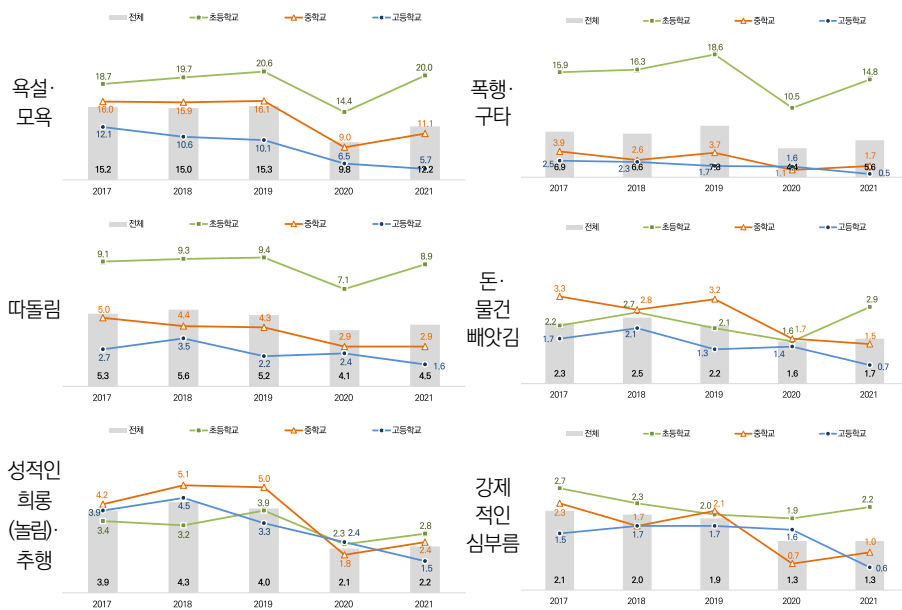 전체 초등학교 중학교 고등학교
욕설·
모욕
18.7 19.7 20.6 14.4 20.0
16.0 15.9 16.1 9.0 11.1
12.1 10.6 10.1 6.5 5.7
15.2 15.0 15.3 9.8 12.2
2017 2018 2019 2020 2021
전체 초등학교 중학교 고등학교
폭행·
구타
15.9 16.3 18.6 10.5 14.8
3.9 2.6 3.7 1.1 1.7
2.5 2.3 1.7 1.6 0.5
6.9 6.6 7.8 4.1 5.6
2017 2018 2019 2020 2021
전체 초등학교 중학교 고등학교
따돌림
9.1 9.3 9.4 7.1 8.9
5.0 4.4 4.3 2.9 2.9
2.7 3.5 2.2 2.4 1.6
5.3 5.6 5.2 4.1 4.5
2017 2018 2019 2020 2021
전체 초등학교 중학교 고등학교
돈·
물건
빼앗김
2.2 2.7 2.1 1.6 2.9
3.3 2.8 3.2 1.7 1.5
1.7 2.1 1.3 1.4 0.7
2.3 2.5 2.2 1.6 1.7
2017 2018 2019 2020 2021
전체 초등학교 중학교 고등학교
성적인
희롱
(놀림)·
추행
4.2 5.1 5.0 1.8 2.4
3.9 4.5 3.3 2.4 1.5
3.4 3.2 3.9 2.3 2.8
3.9 4.3 4.0 2.1 2.2
2017 2018 2019 2020 2021
전체 초등학교 중학교 고등학교
강제
적인
심부름
2.7 2.3 2.0 1.9 2.2
2.3 1.7 2.1 0.7 1.0
1.5 1.7 1.7 1.6 0.6
2.1 2.0 1.9 1.3 1.3
2017 2018 2019 2020 2021